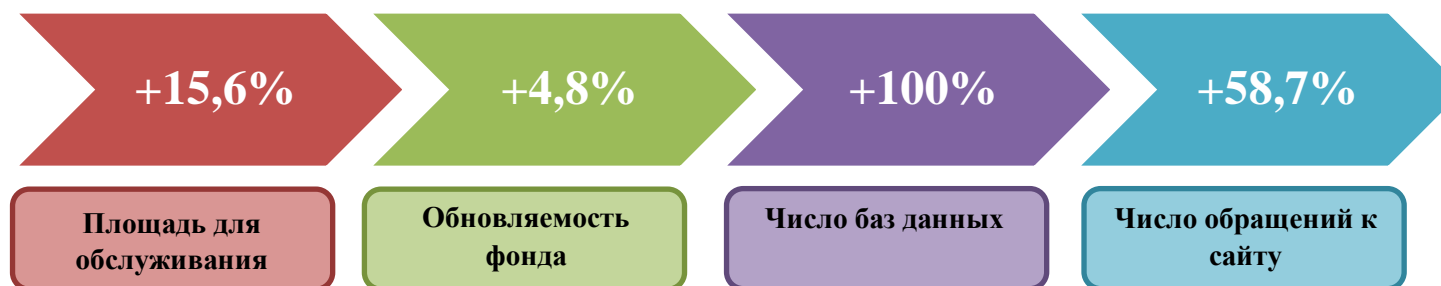 +15,6%
+4,8%
+100%
+58,7%
Площадь для
обслуживания
Обновляемость
фонда
Число баз данных
Число обращений к
сайту